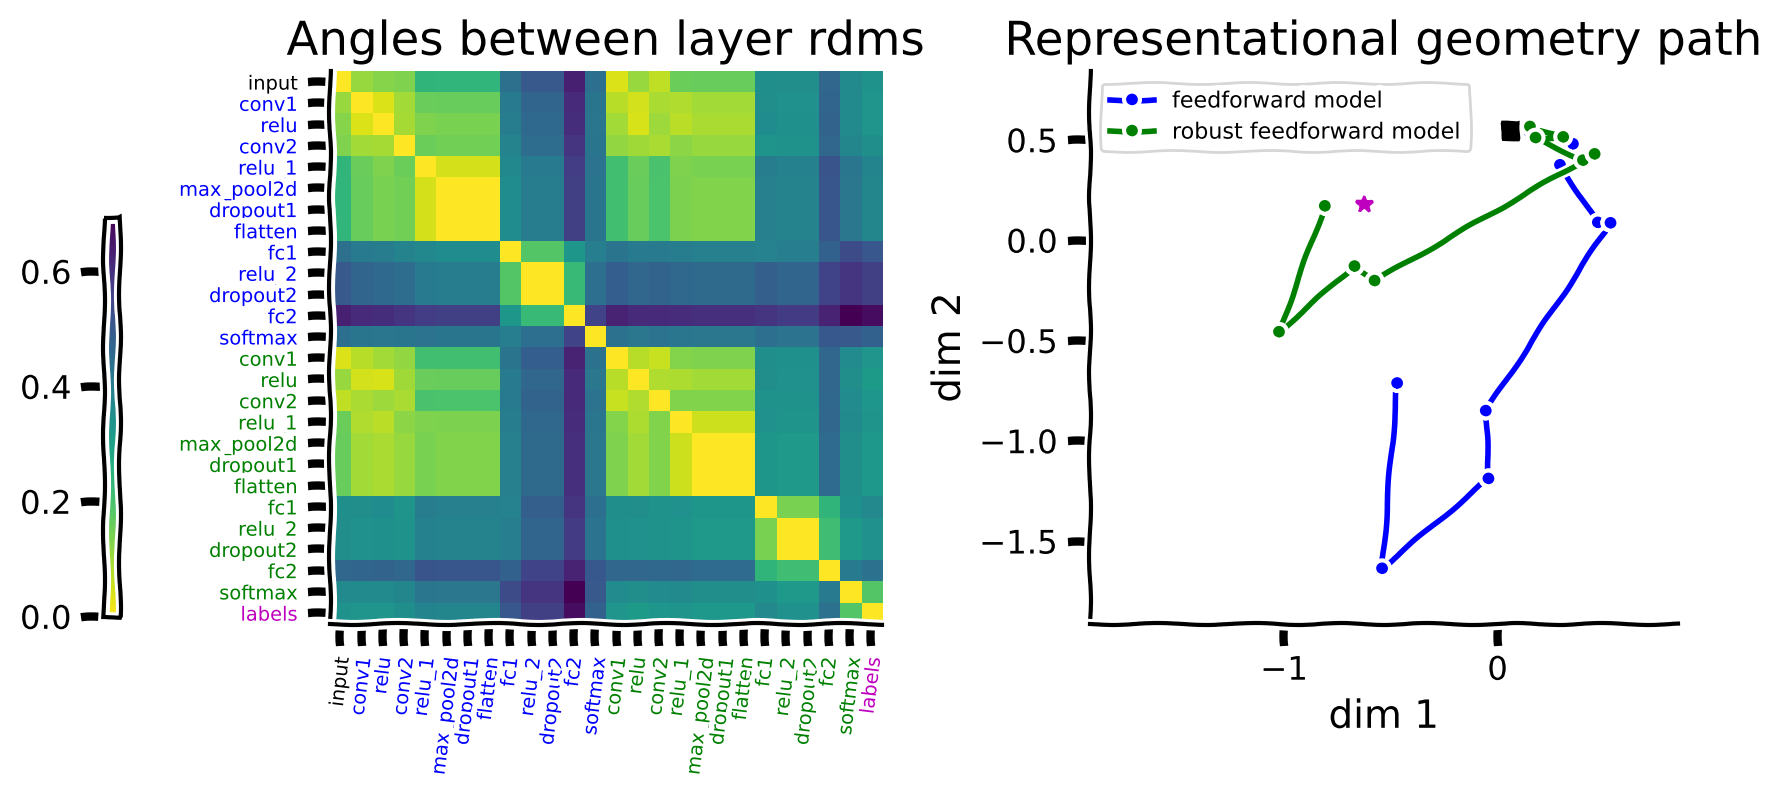 Angles between layer rdms
Representational geometry path
0.6
0.4
0.2
0.0
input
conv1
relu
conv2
relu_1
max_pool2d
dropout1
flatten
fc1
relu_2
dropout2
fc2
softmax
conv1
relu
conv2
relu_1
max_pool2d
dropout1
flatten
fc1
relu_2
dropout2
fc2
softmax
labels
input
conv1
relu
conv2
relu_1
max_pool2d
dropout1
flatten
fc1
relu_2
dropout2
fc2
softmax
conv1
relu
conv2
relu_1
max_pool2d
dropout1
flatten
fc1
relu_2
dropout2
fc2
softmax
labels
feedforward model
robust feedforward model
dim 2
0.5
0.0
−0.5
−1.0
−1.5
−1
0
dim 1